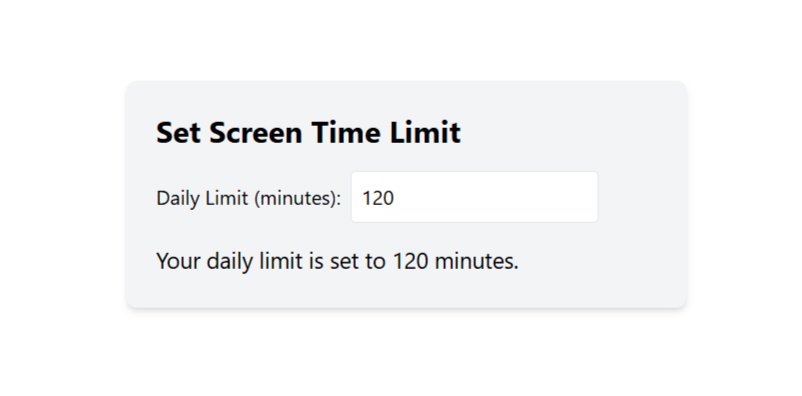 Set Screen Time Limit
Daily Limit (minutes): 120
Your daily limit is set to 120 minutes.